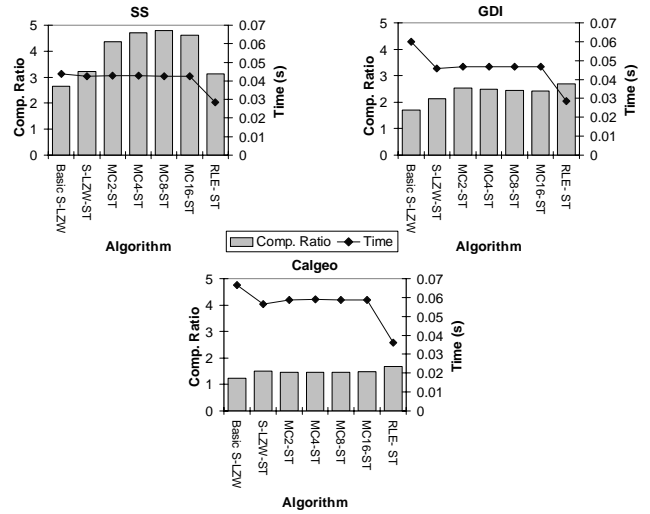 SS
5
4
3
2
1
0
Comp. Ratio
0.07
0.06
0.05
0.04
0.03
0.02
0.01
0
Time (s)
Basic S-LZW
S-LZW-ST
MC2-ST
MC4-ST
MC8-ST
MC16-ST
RLE- ST
Algorithm
GDI
5
4
3
2
1
0
Comp. Ratio
0.07
0.06
0.05
0.04
0.03
0.02
0.01
0
Time (s)
Basic S-LZW
S-LZW-ST
MC2-ST
MC4-ST
MC8-ST
MC16-ST
RLE- ST
Algorithm
Comp. Ratio Time
Calgeo
5
4
3
2
1
0
Comp. Ratio
0.07
0.06
0.05
0.04
0.03
0.02
0.01
0
Time (s)
Basic S-LZW
S-LZW-ST
MC2-ST
MC4-ST
MC8-ST
MC16-ST
RLE- ST
Algorithm